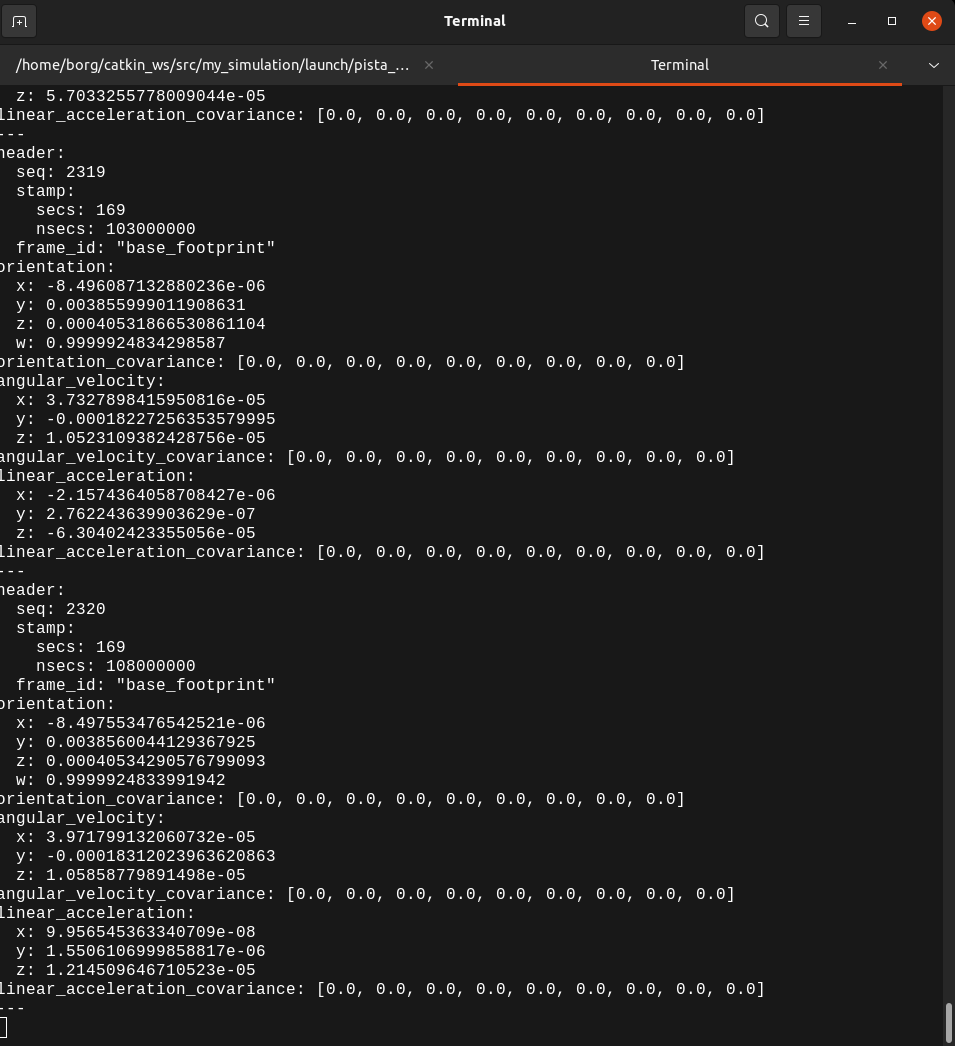 Terminal
/home/borg/catkin_ws/src/my_simulation/launch/pista_...
Terminal
z: 5.7033255778009044e-05
linear_acceleration_covariance: [0.0, 0.0, 0.0, 0.0, 0.0, 0.0, 0.0, 0.0, 0.0]
---
header:
seq: 2319
stamp:
secs: 169
nsecs: 103000000
frame_id: "base_footprint"
orientation:
x: -8.496087132880236e-06
y: 0.003855999011908631
z: 0.00040531866530861104
w: 0.9999924834298587
orientation_covariance: [0.0, 0.0, 0.0, 0.0, 0.0, 0.0, 0.0, 0.0, 0.0]
angular_velocity:
x: 3.7327898415950816e-05
y: -0.00018227256353579995
z: 1.0523109382428756e-05
angular_velocity_covariance: [0.0, 0.0, 0.0, 0.0, 0.0, 0.0, 0.0, 0.0, 0.0]
linear_acceleration:
x: -2.1574364058708427e-06
y: 2.762243639903629e-07
z: -6.30402423355056e-05
linear_acceleration_covariance: [0.0, 0.0, 0.0, 0.0, 0.0, 0.0, 0.0, 0.0, 0.0]
---
header:
seq: 2320
stamp:
secs: 169
nsecs: 108000000
frame_id: "base_footprint"
orientation:
x: -8.497553476542521e-06
y: 0.0038560044129367925
z: 0.00040534290576799093
w: 0.9999924833991942
orientation_covariance: [0.0, 0.0, 0.0, 0.0, 0.0, 0.0, 0.0, 0.0, 0.0]
angular_velocity:
x: 3.971799132060732e-05
y: -0.00018312023963620863
z: 1.05858779891498e-05
angular_velocity_covariance: [0.0, 0.0, 0.0, 0.0, 0.0, 0.0, 0.0, 0.0, 0.0]
linear_acceleration:
x: 9.956545363340709e-08
y: 1.5506106999858817e-06
z: 1.214509646710523e-05
linear_acceleration_covariance: [0.0, 0.0, 0.0, 0.0, 0.0, 0.0, 0.0, 0.0, 0.0]
---